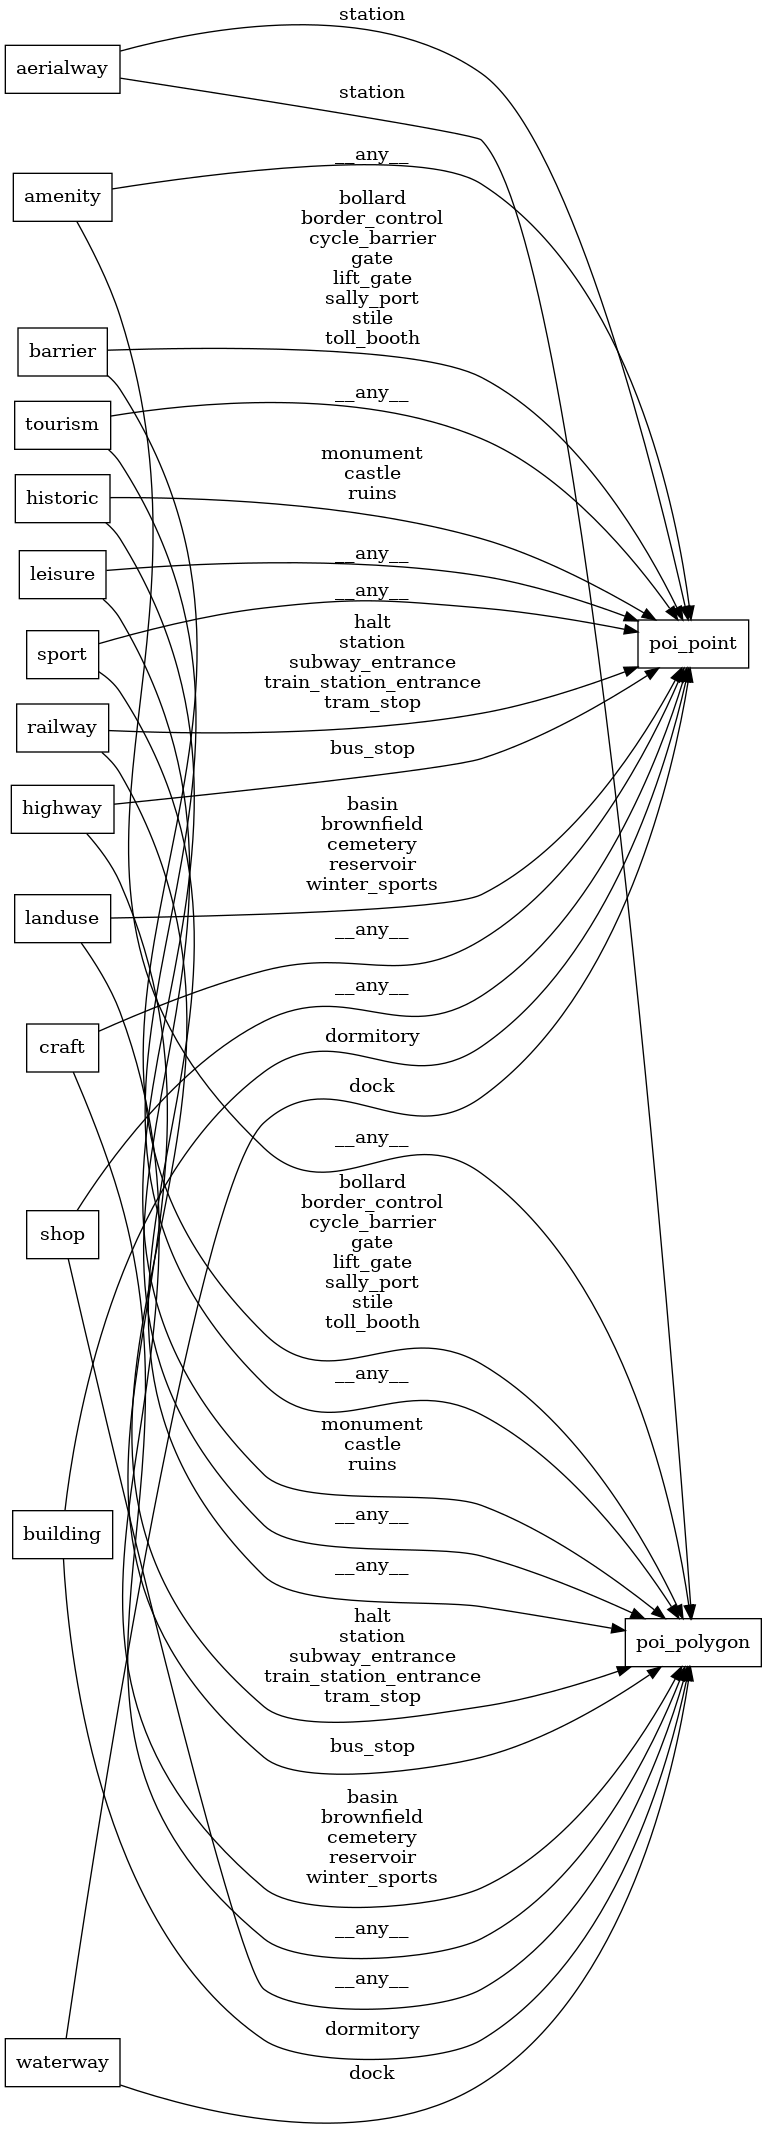 station
aerialway
station
__any__
amenity
bollard
border_control
cycle_barrier
gate
lift_gate
sally_port
stile
toll_booth
barrier
__any__
tourism
monument
castle
ruins
historic
__any__
leisure
__any__
sport
poi_point
halt
station
subway_entrance
train_station_entrance
tram_stop
railway
bus_stop
highway
basin
brownfield
cemetery
reservoir
winter_sports
landuse
__any__
craft
__any__
dormitory
dock
__any__
bollard
border_control
cycle_barrier
gate
lift_gate
sally_port
stile
toll_booth
shop
__any__
monument
castle
ruins
__any__
building
__any__
halt
station
subway_entrance
train_station_entrance
tram_stop
poi_polygon
bus_stop
basin
brownfield
cemetery
reservoir
winter_sports
__any__
__any__
dormitory
waterway
dock